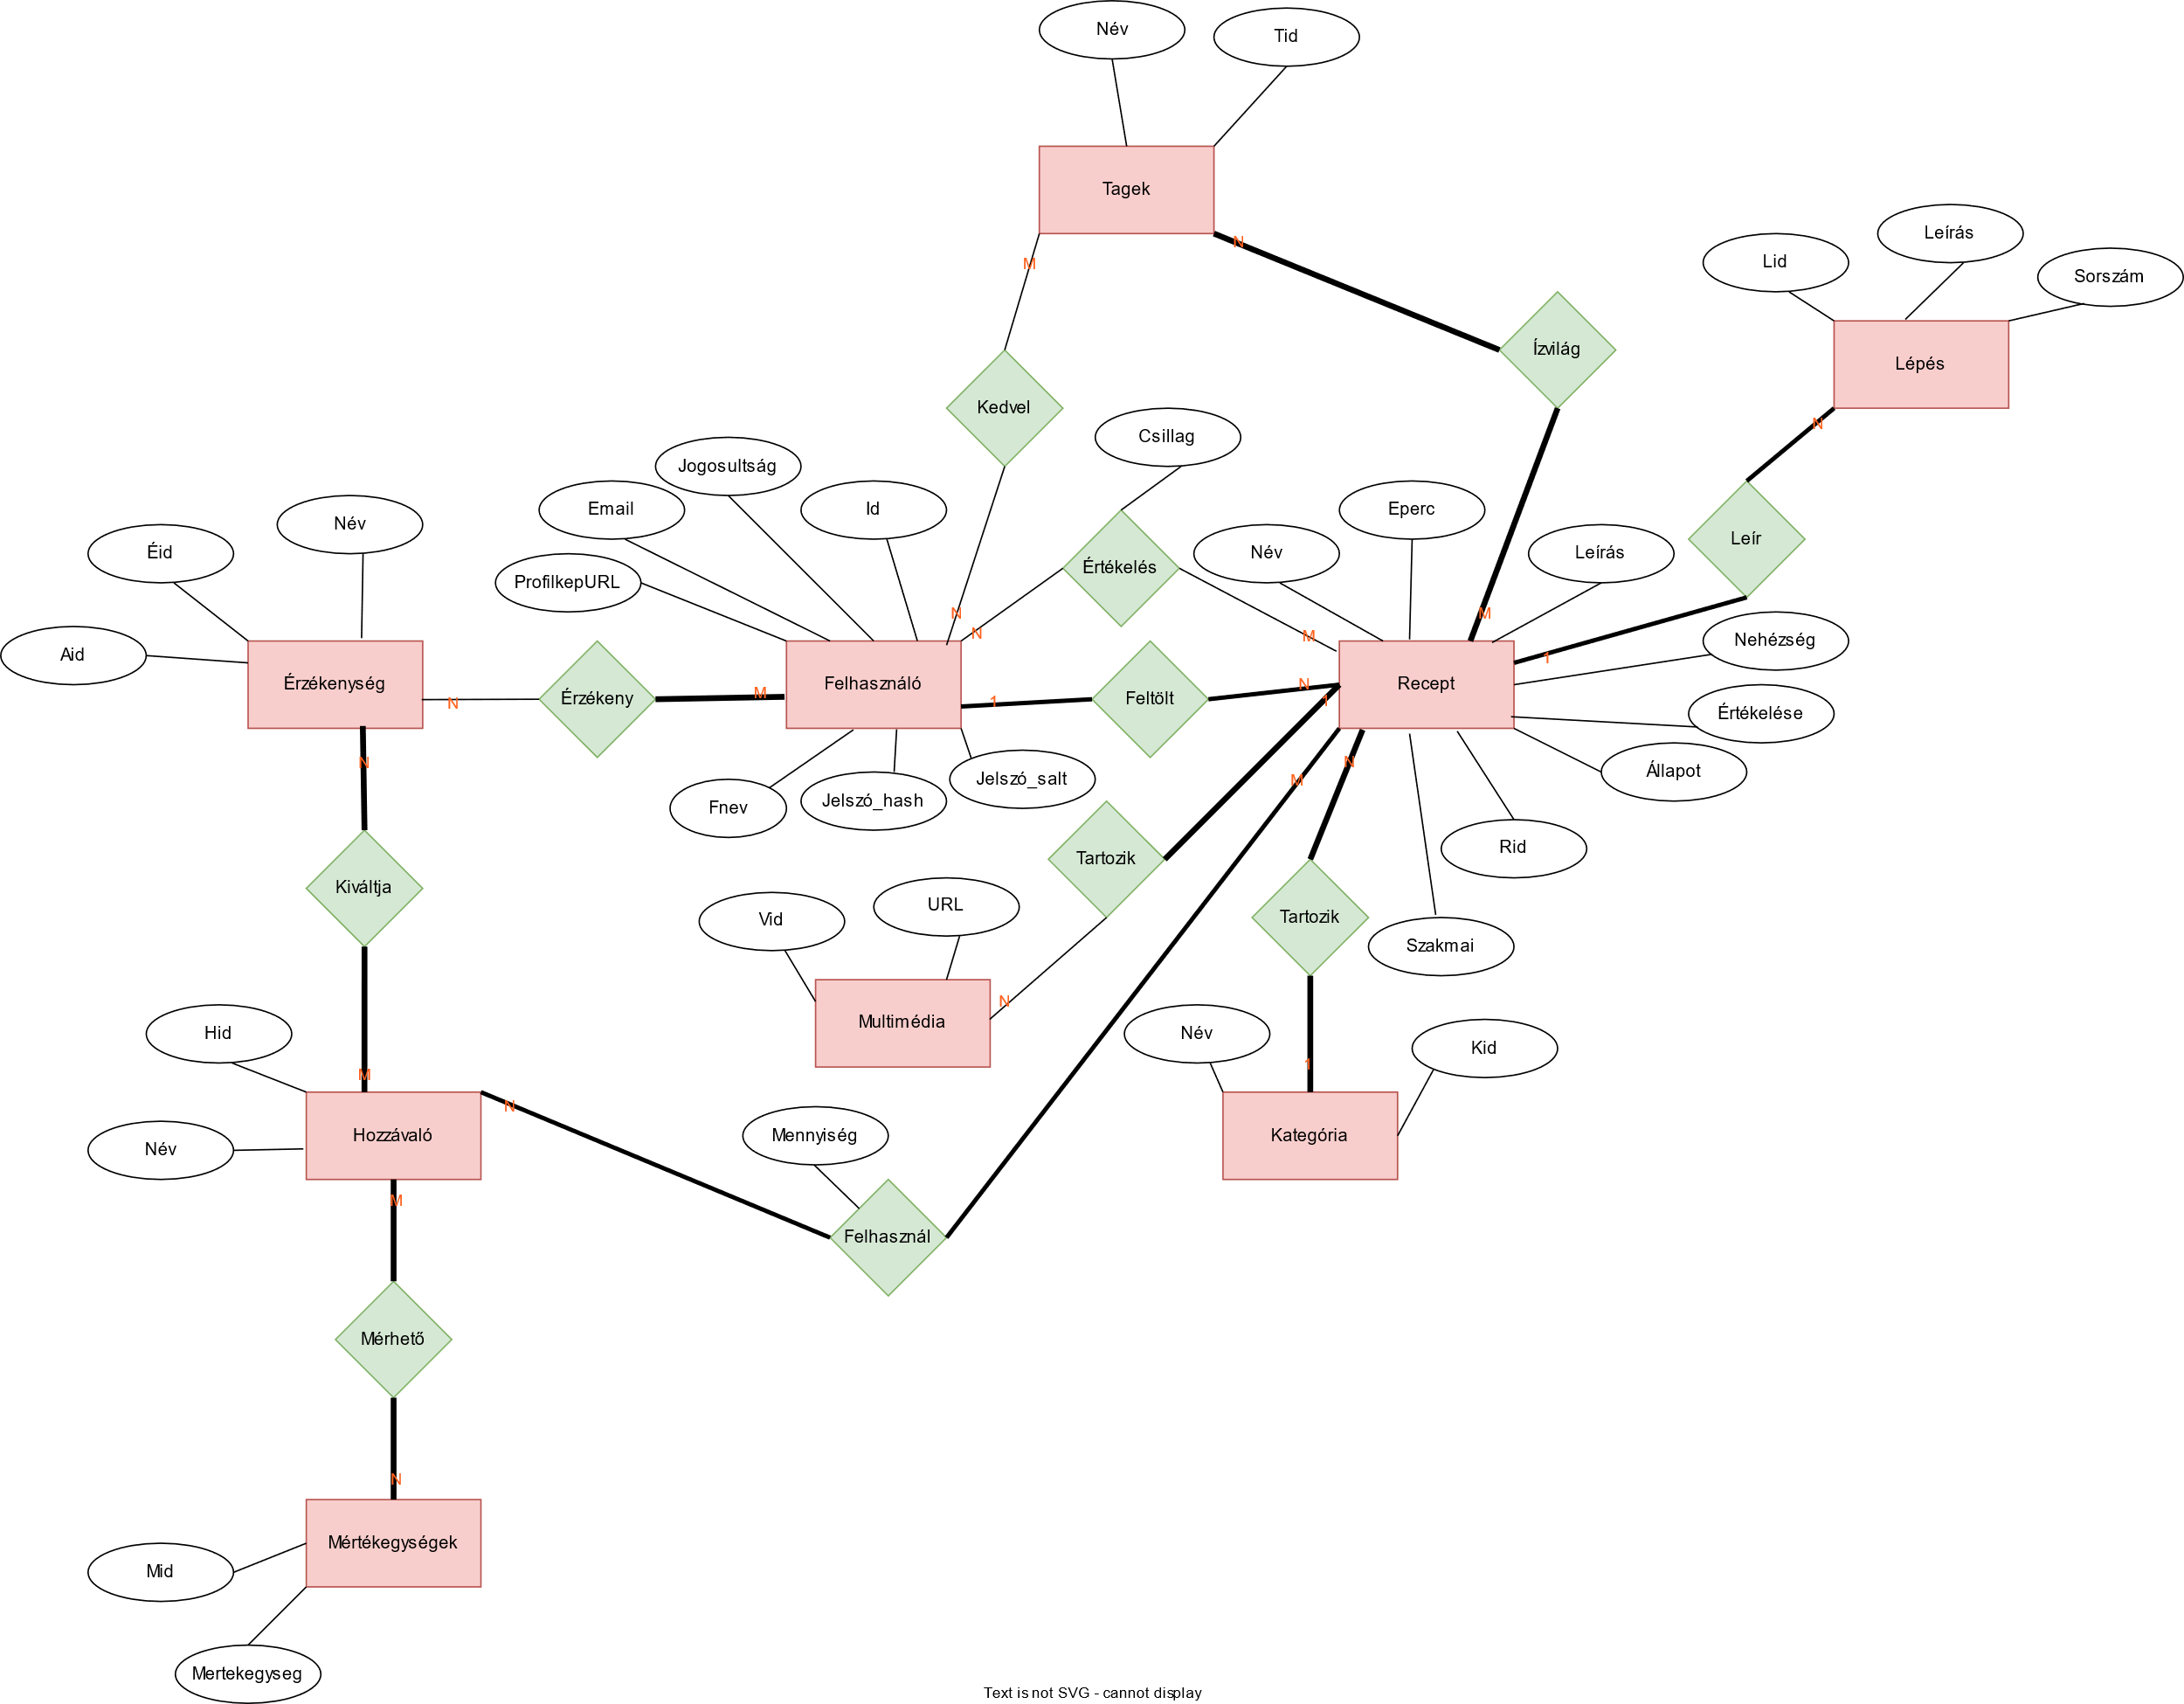 Név
Tid
Tagek
N
M
Leírás
Lid
Sorszám
Ízvilág
Lépés
Kedvel
N
Csillag
Jogosultság
Email
Id
Eperc
Név
Éid
ProfilkepURL
Értékelés
Név
Leírás
Leír
N
N
M
M
Nehézség
Aid
1
Érzékenység
N
Érzékeny
M
Felhasználó
1
Feltölt
N
1
Recept
Értékelése
N
Fnev
Jelszó_hash
Jelszó_salt
M
N
Állapot
Kiváltja
Tartozik
Rid
Vid
URL
Tartozik
Szakmai
Hid
N
Multimédia
Név
Kid
M
1
N
Név
Hozzávaló
Mennyiség
Kategória
M
Felhasznál
Mérhető
N
Mértékegységek
Mid
Mertekegyseg
Text is not SVG - cannot display